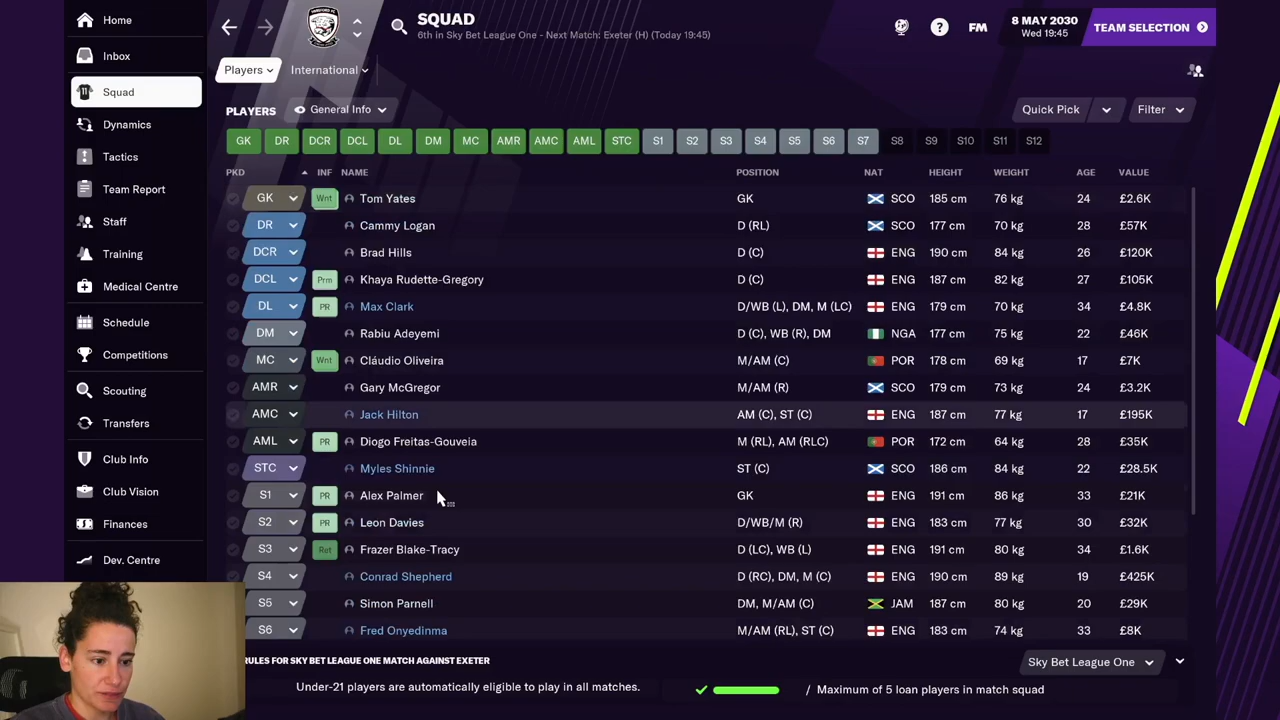 Home
Inbox
Squad
Dynamics
Tactics
Team Report
Staff
Training
Medical Centre
Schedule
Competitions
Scouting
Transfers
Club Info
Club Vision
Finances
Dev. Centre
SQUAD
6th in Sky Bet League One - Next Match: Exeter (H) (Today 19:45)
FM
8 MAY 2030
Wed 19:45
TEAM SELECTION
Players
International
PLAYERS
General Info
Quick Pick
Filter
GK DR DCR DCL DL DM MC AMR AMC AML STC S1 S2 S3 S4 S5 S6 S7 S8 S9 S10 S11 S12
PKD INF NAME POSITION NAT HEIGHT WEIGHT AGE VALUE
GK Wnt Tom Yates GK SCO 185 cm 76 kg 24 £2.6K
DR Cammy Logan D (RL) SCO 177 cm 70 kg 28 £57K
DCR Brad Hills D (C) ENG 190 cm 84 kg 26 £120K
DCL Prm Khaya Rudette-Gregory D (C) ENG 187 cm 82 kg 27 £105K
DL PR Max Clark D/WB (L), DM, M (LC) ENG 179 cm 70 kg 34 £4.8K
DM Rabiu Adeyemi D (C), WB (R), DM NGA 177 cm 75 kg 22 £46K
MC Wnt Cláudio Oliveira M/AM (C) POR 178 cm 69 kg 17 £7K
AMR Gary McGregor M/AM (R) SCO 179 cm 73 kg 24 £3.2K
AMC Jack Hilton AM (C), ST (C) ENG 187 cm 77 kg 17 £195K
AML PR Diogo Freitas-Gouveia M (RL), AM (RLC) POR 172 cm 64 kg 28 £35K
STC Myles Shinnie ST (C) SCO 186 cm 84 kg 22 £28.5K
S1 PR Alex Palmer GK ENG 191 cm 86 kg 33 £21K
S2 PR Leon Davies D/WB/M (R) ENG 183 cm 77 kg 30 £32K
S3 Ret Frazer Blake-Tracy D (LC), WB (L) ENG 191 cm 80 kg 34 £1.6K
S4 Conrad Shepherd D (RC), DM, M (C) ENG 190 cm 89 kg 19 £425K
S5 Simon Parnell DM, M/AM (C) JAM 187 cm 80 kg 20 £29K
S6 Fred Onyedinma M/AM (RL), ST (C) ENG 183 cm 74 kg 33 £8K
RULES FOR SKY BET LEAGUE ONE MATCH AGAINST EXETER
Sky Bet League One
Under-21 players are automatically eligible to play in all matches.
/ Maximum of 5 loan players in match squad